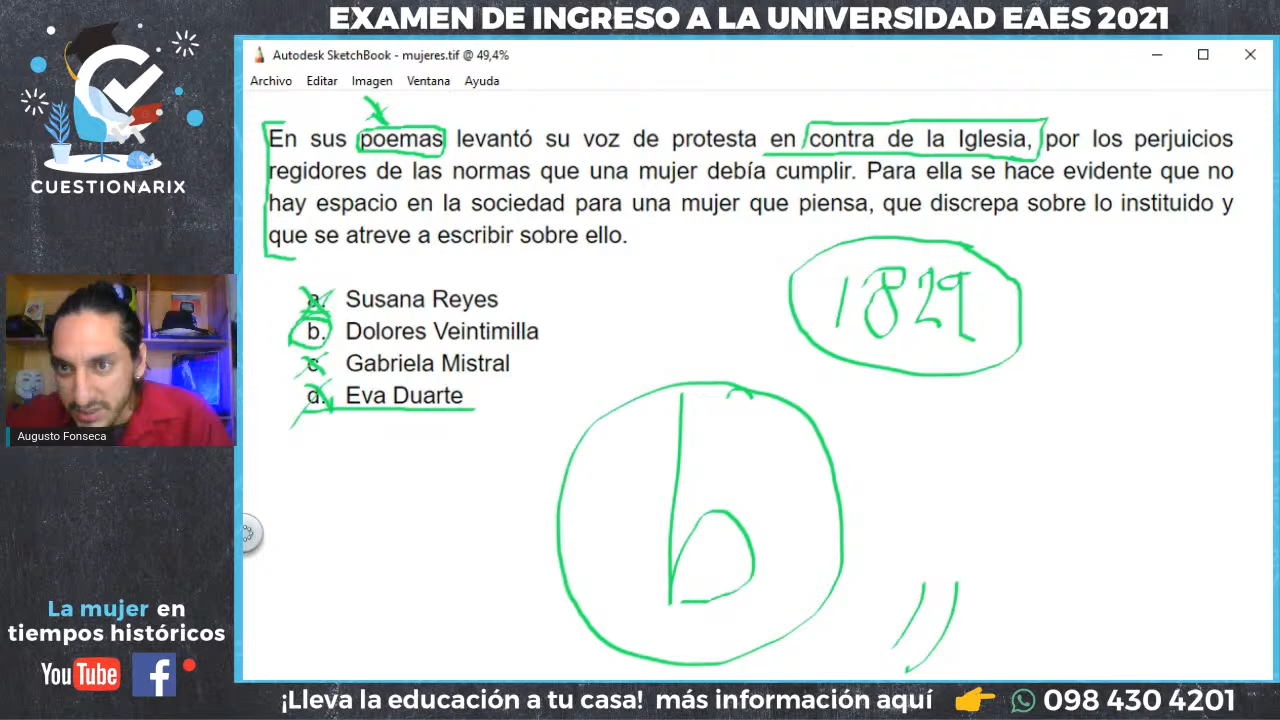 EXAMEN DE INGRESO A LA UNIVERSIDAD EAES 2021
CUESTIONARIX
Autodesk SketchBook - mujeres.tif @ 49,4%
Archivo Editar Imagen Ventana Ayuda
En sus poemas levantó su voz de protesta en contra de la Iglesia, por los perjuicios
regidores de las normas que una mujer debía cumplir. Para ella se hace evidente que no
hay espacio en la sociedad para una mujer que piensa, que discrepa sobre lo instituido y
que se atreve a escribir sobre ello.
a. Susana Reyes
b. Dolores Veintimilla
c. Gabriela Mistral
d. Eva Duarte
1829
b
Augusto Fonseca
La mujer en
tiempos históricos
YouTube f
¡Lleva la educación a tu casa! más información aquí 098 430 4201